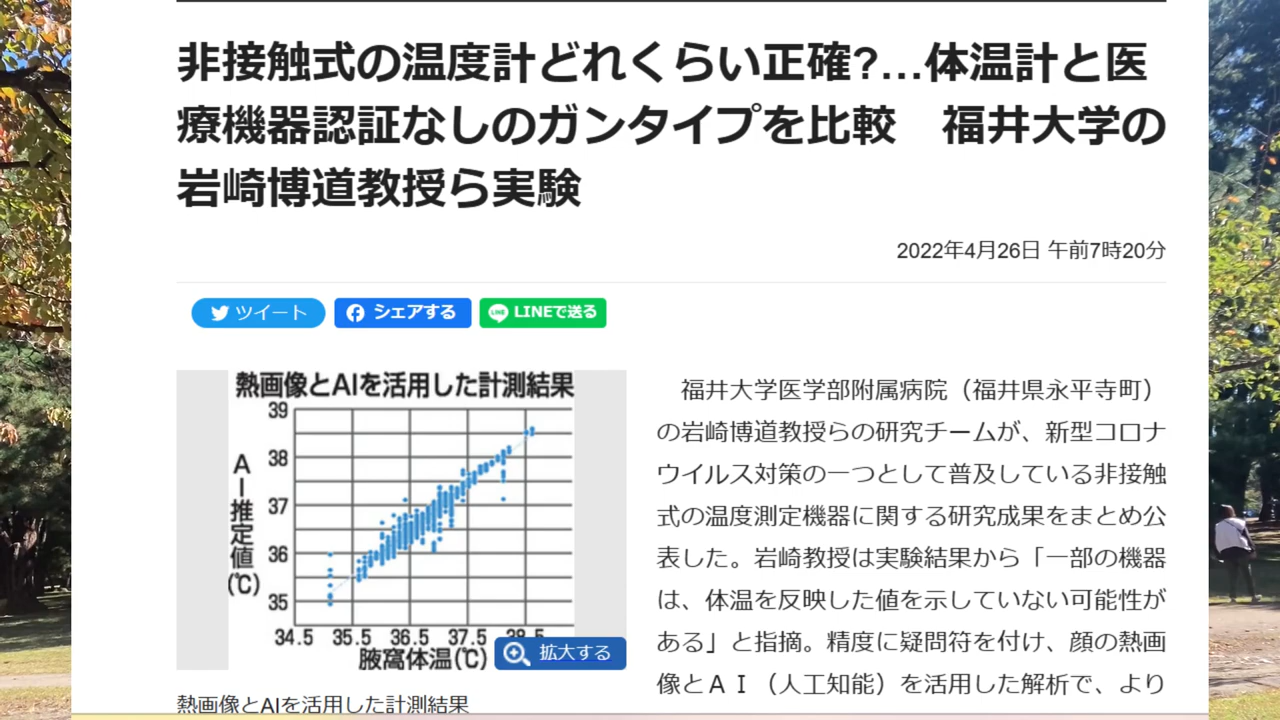 非接触式の温度計どれくらい正確?…体温計と医
療機器認証なしのガンタイプを比較　福井大学の
岩崎博道教授ら実験
2022年4月26日 午前7時20分
ツイート
シェアする
LINEで送る
熱画像とAIを活用した計測結果
39
38
37
36
35
AI推定値(℃)
34.5 35.5 36.5 37.5 38.5
腋窩体温(℃)
拡大する
熱画像とAIを活用した計測結果
福井大学医学部附属病院（福井県永平寺町）
の岩崎博道教授らの研究チームが、新型コロナ
ウイルス対策の一つとして普及している非接触
式の温度測定機器に関する研究成果をまとめ公
表した。岩崎教授は実験結果から「一部の機器
は、体温を反映した値を示していない可能性が
ある」と指摘。精度に疑問符を付け、顔の熱画
像とＡＩ（人工知能）を活用した解析で、より